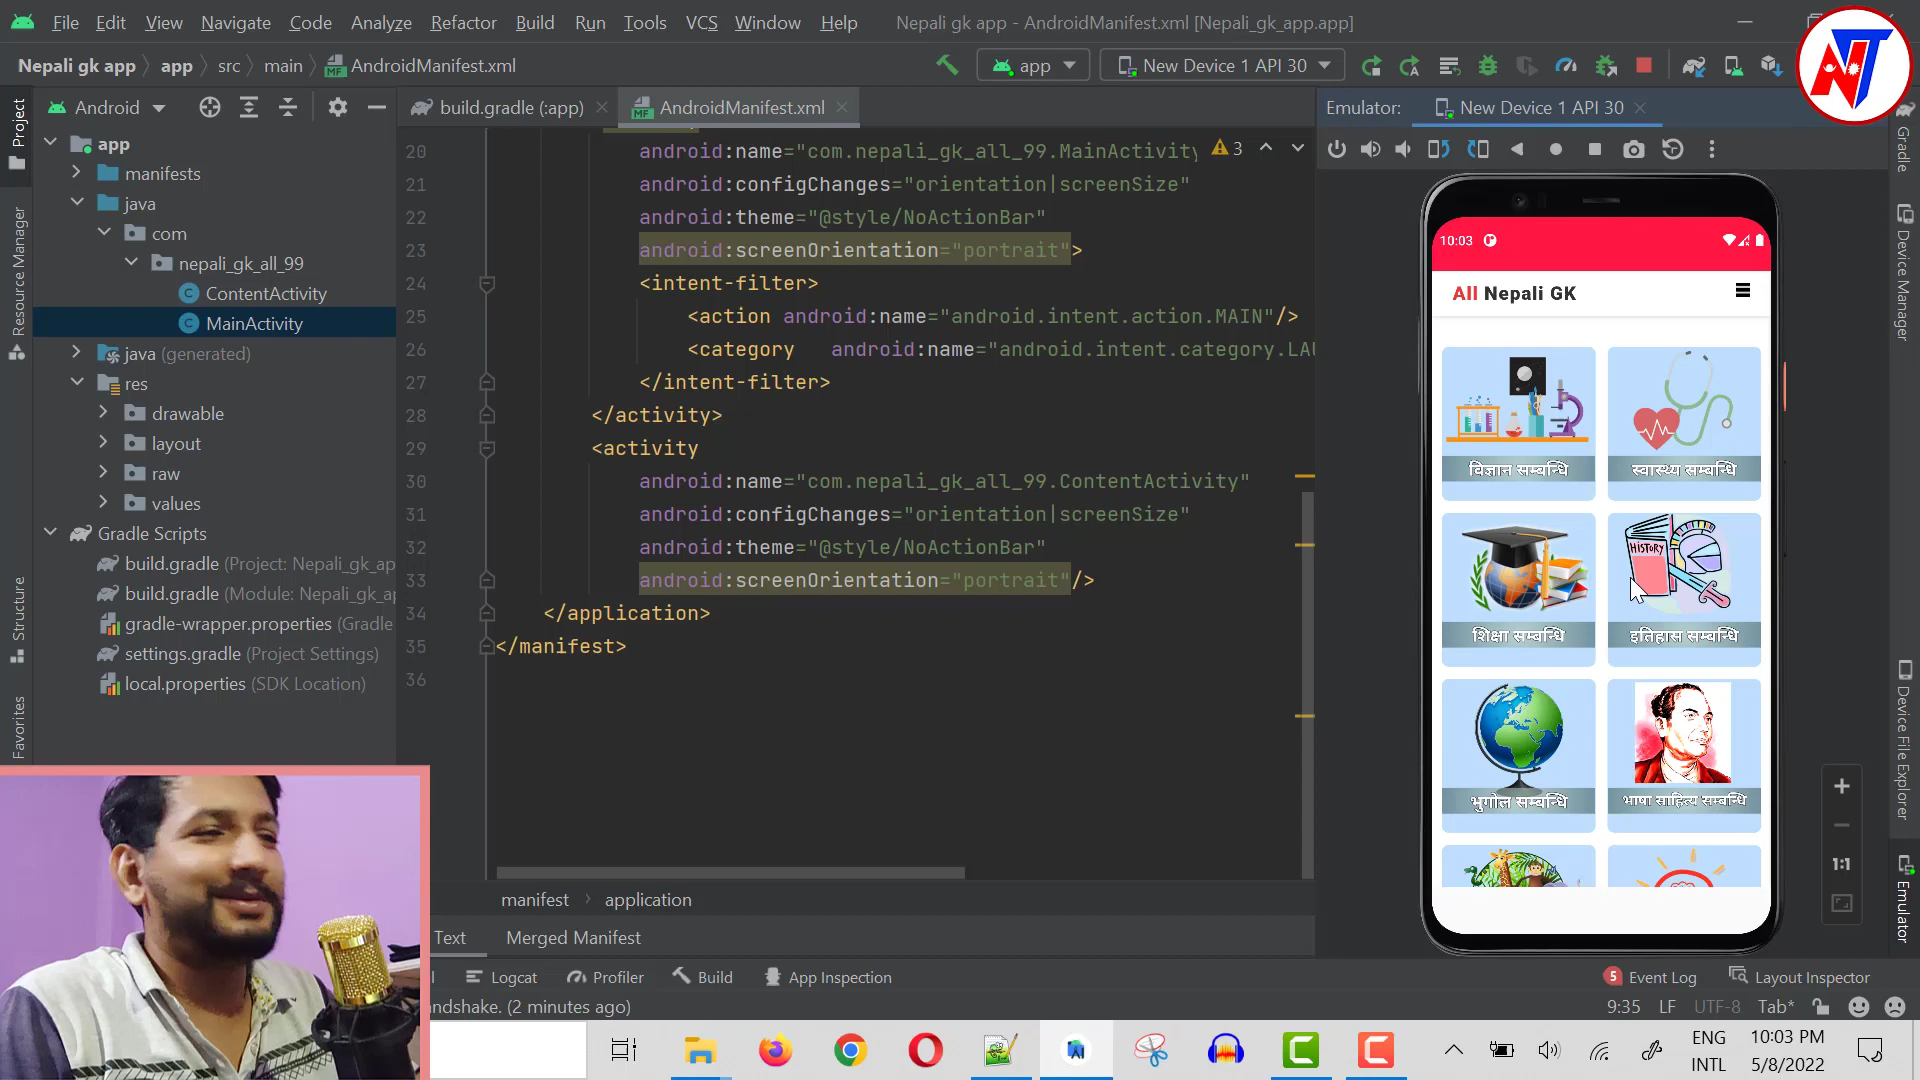 File Edit View Navigate Code Analyze Refactor Build Run Tools VCS Window Help Nepali gk app - AndroidManifest.xml [Nepali_gk_app.app]
Nepali gk app app src main AndroidManifest.xml app New Device 1 API 30
NT
Project
Resource Manager
Structure
Favorites
Android
app
manifests
java
com
nepali_gk_all_99
ContentActivity
MainActivity
java (generated)
res
drawable
layout
raw
values
Gradle Scripts
build.gradle (Project: Nepali_gk_ap
build.gradle (Module: Nepali_gk_a
gradle-wrapper.properties (Gradle
settings.gradle (Project Settings)
local.properties (SDK Location)
build.gradle (:app) AndroidManifest.xml
3
20 android:name="com.nepali_gk_all_99.MainActivity
21 android:configChanges="orientation|screenSize"
22 android:theme="@style/NoActionBar"
23 android:screenOrientation="portrait">
24 <intent-filter>
25 <action android:name="android.intent.action.MAIN"/>
26 <category android:name="android.intent.category.LAU
27 </intent-filter>
28 </activity>
29 <activity
30 android:name="com.nepali_gk_all_99.ContentActivity"
31 android:configChanges="orientation|screenSize"
32 android:theme="@style/NoActionBar"
33 android:screenOrientation="portrait"/>
34 </application>
35 </manifest>
36
manifest application
Text Merged Manifest
Emulator: New Device 1 API 30
10:03
All Nepali GK
विज्ञान सम्बन्धि स्वास्थ्य सम्बन्धि
HISTORY
शिक्षा सम्बन्धि इतिहास सम्बन्धि
भुगोल सम्बन्धि भाषा साहित्य सम्बन्धि
1:1
Gradle
Device Manager
Device File Explorer
Emulator
Logcat Profiler Build App Inspection 5 Event Log Layout Inspector
ndshake. (2 minutes ago) 9:35 LF UTF-8 Tab*
ENG
INTL
10:03 PM
5/8/2022